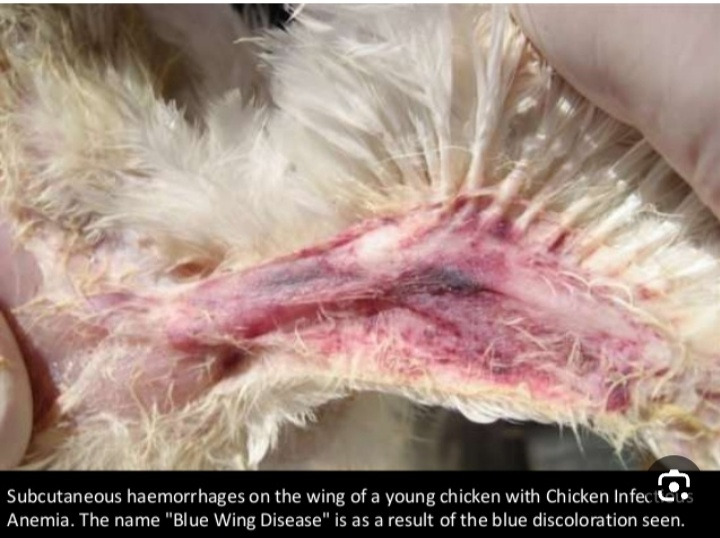 Subcutaneous haemorrhages on the wing of a young chicken with Chicken Infectious
Anemia. The name "Blue Wing Disease" is as a result of the blue discoloration seen.